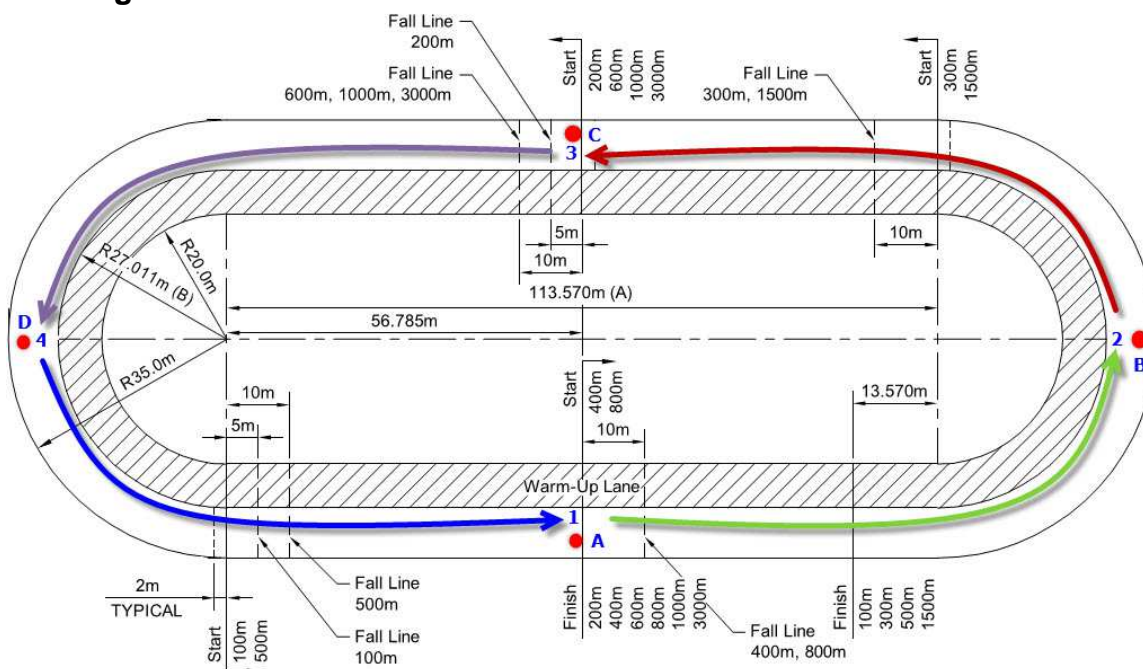 Fall Line
200m
Fall Line
600m, 1000m, 3000m
Start
200m
600m
1000m
3000m
Fall Line
300m, 1500m
Start
300m
1500m
C
3
R20.0m
R27.011m (B)
5m
10m
10m
113.570m (A)
56.785m
D
4
2
B
R35.0m
10m
5m
Start
400m
800m
10m
13.570m
Warm-Up Lane
1
A
2m
TYPICAL
Start
100m
500m
Fall Line
500m
Fall Line
100m
Finish
200m
400m
600m
800m
1000m
3000m
Fall Line
400m, 800m
Finish
100m
300m
500m
1500m